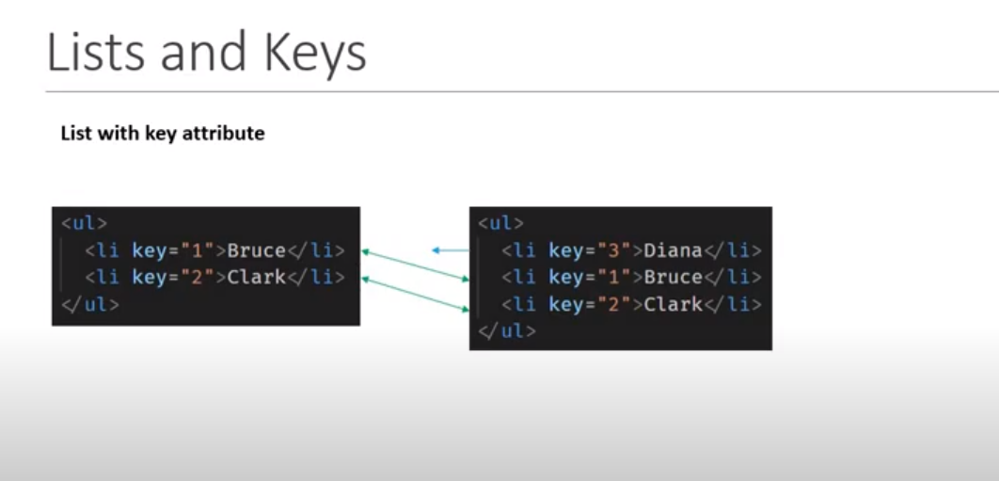 Lists and Keys
List with key attribute
<ul>
<li key="1">Bruce</li>
<li key="2">Clark</li>
</ul>
<ul>
<li key="3">Diana</li>
<li key="1">Bruce</li>
<li key="2">Clark</li>
</ul>